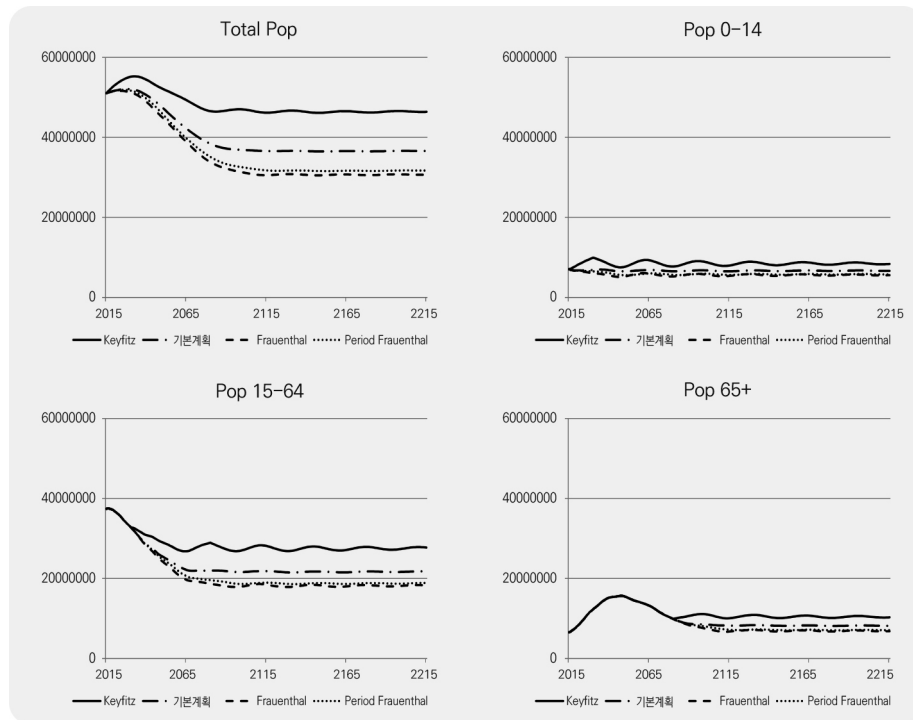 Total Pop
60000000
40000000
20000000
0
2015 2065 2115 2165 2215
Keyfitz 기본계획 Frauenthal Period Frauenthal
Pop 0-14
60000000
40000000
20000000
0
2015 2065 2115 2165 2215
Keyfitz 기본계획 Frauenthal Period Frauenthal
Pop 15-64
60000000
40000000
20000000
0
2015 2065 2115 2165 2215
Keyfitz 기본계획 Frauenthal Period Frauenthal
Pop 65+
60000000
40000000
20000000
0
2015 2065 2115 2165 2215
Keyfitz 기본계획 Frauenthal Period Frauenthal